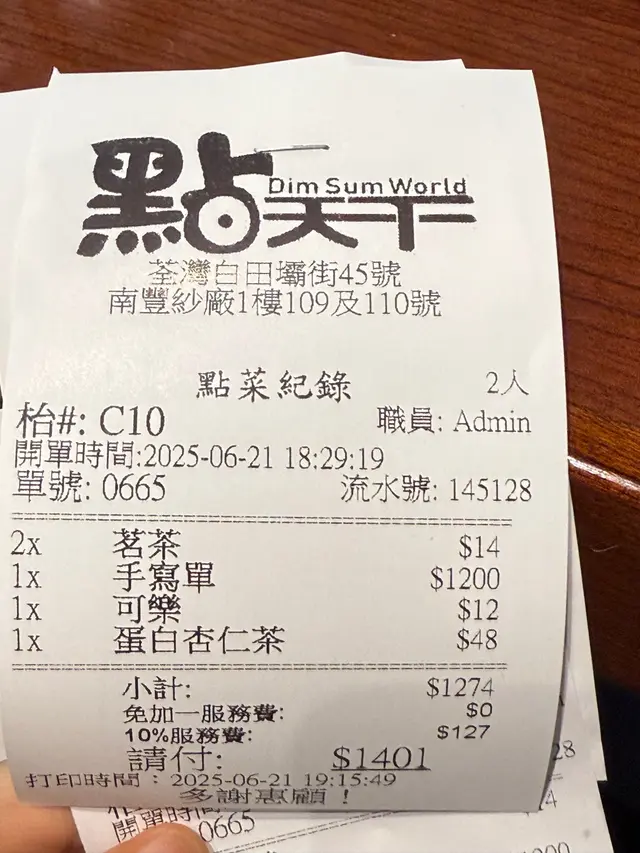 點天下
Dim Sum World
荃灣白田壩街45號
南豐紗廠1樓109及110號
點菜紀錄 2人
枱#: C10 職員: Admin
開單時間:2025-06-21 18:29:19
單號: 0665 流水號: 145128
2x 茗茶 $14
1x 手寫單 $1200
1x 可樂 $12
1x 蛋白杏仁茶 $48
小計: $1274
免加一服務費: $0
10%服務費: $127
請付: $1401
打印時間：2025-06-21 19:15:49
多謝惠顧！
開單時
0665